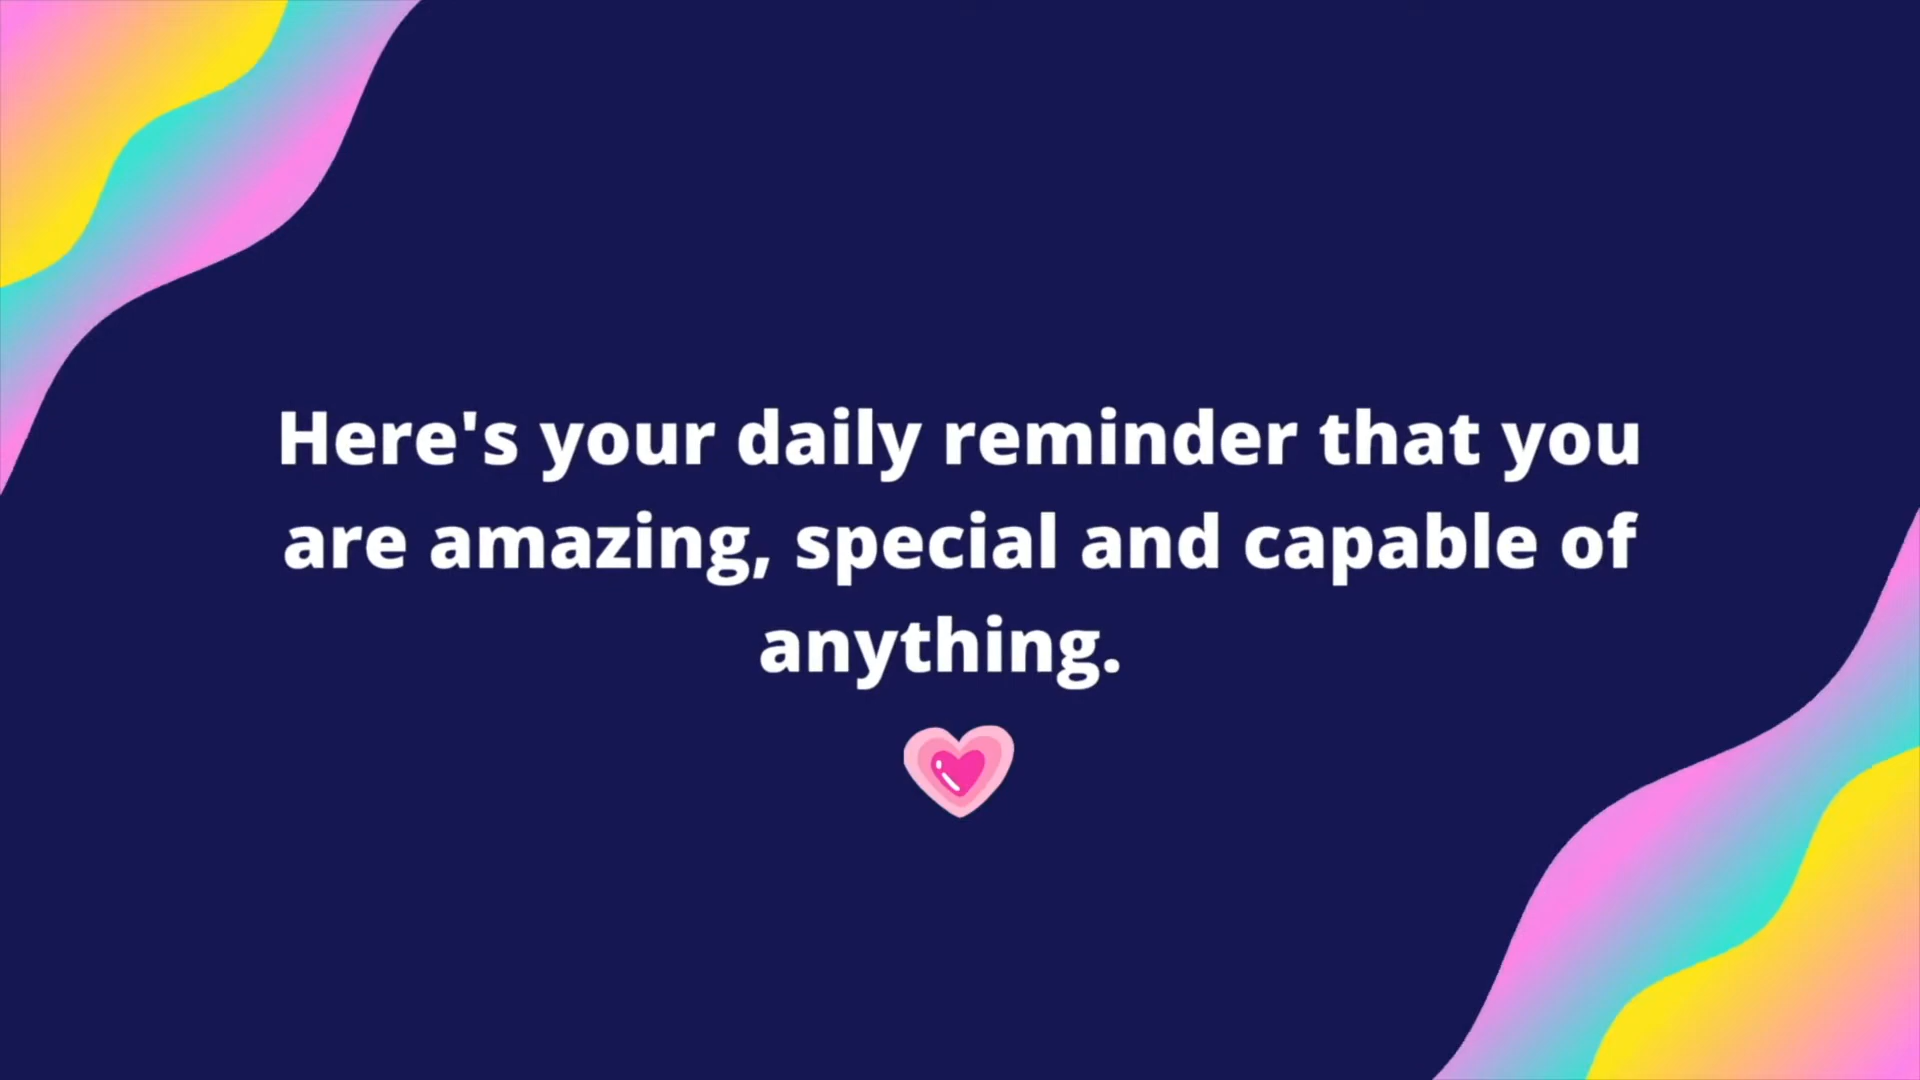 Here's your daily reminder that you
are amazing, special and capable of
anything.